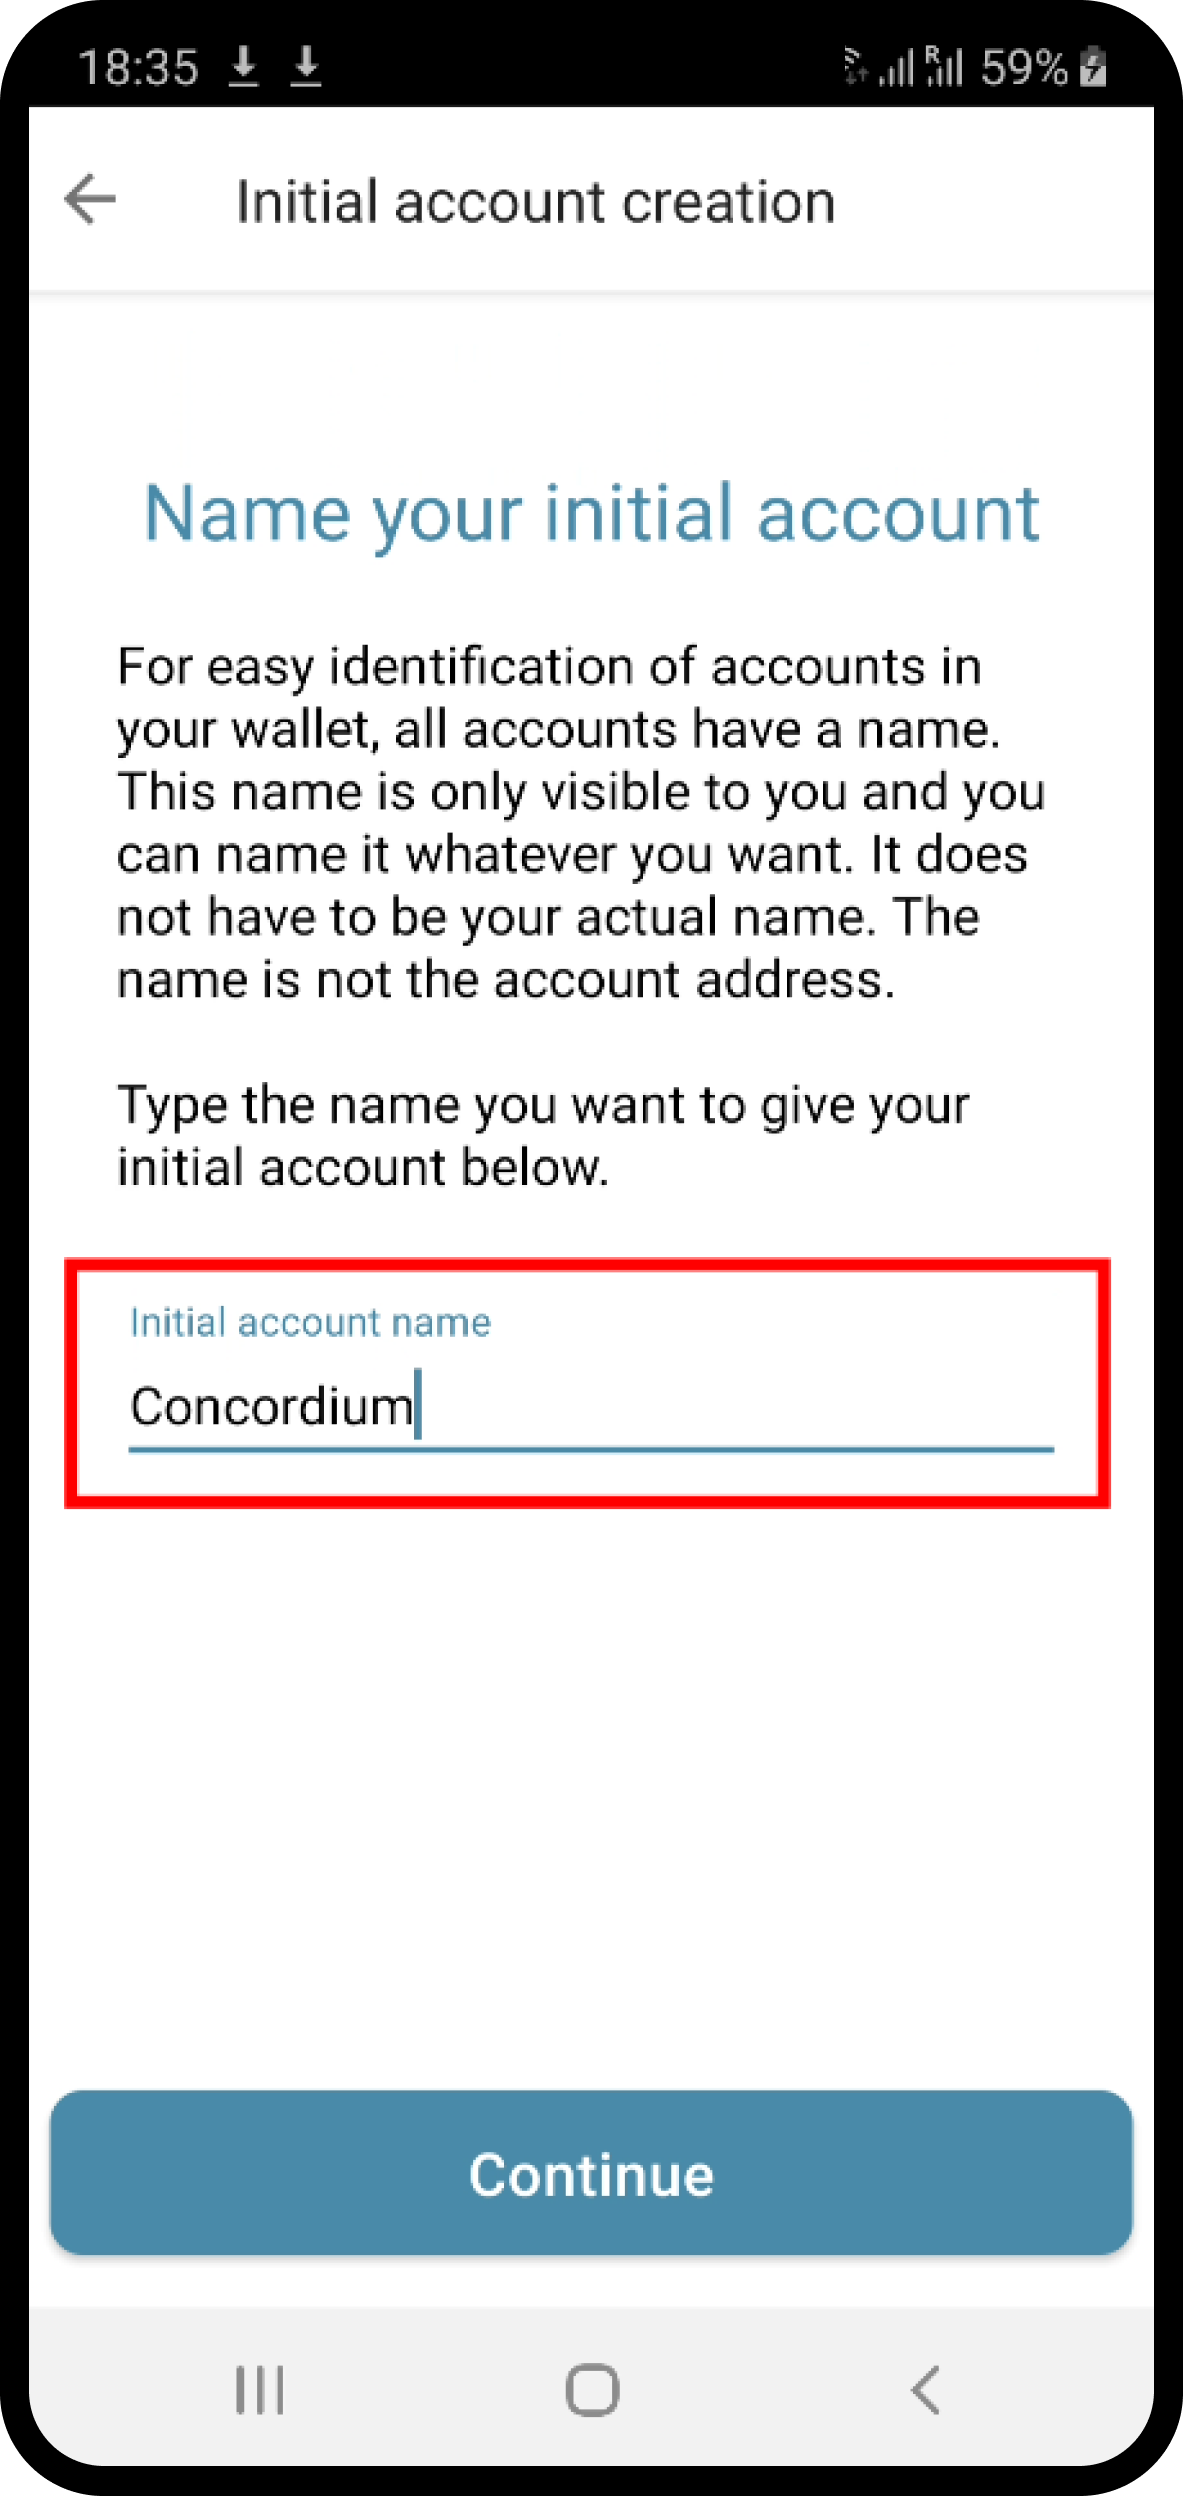 18:35
R
59%
Initial account creation
Name your initial account
For easy identification of accounts in
your wallet, all accounts have a name.
This name is only visible to you and you
can name it whatever you want. It does
not have to be your actual name. The
name is not the account address.
Type the name you want to give your
initial account below.
Initial account name
Concordium
Continue